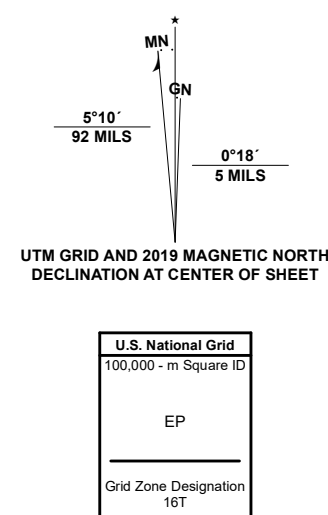 ★
MN
GN
5°10´
92 MILS
0°18´
5 MILS
UTM GRID AND 2019 MAGNETIC NORTH
DECLINATION AT CENTER OF SHEET
U.S. National Grid
100,000 - m Square ID
EP
Grid Zone Designation
16T